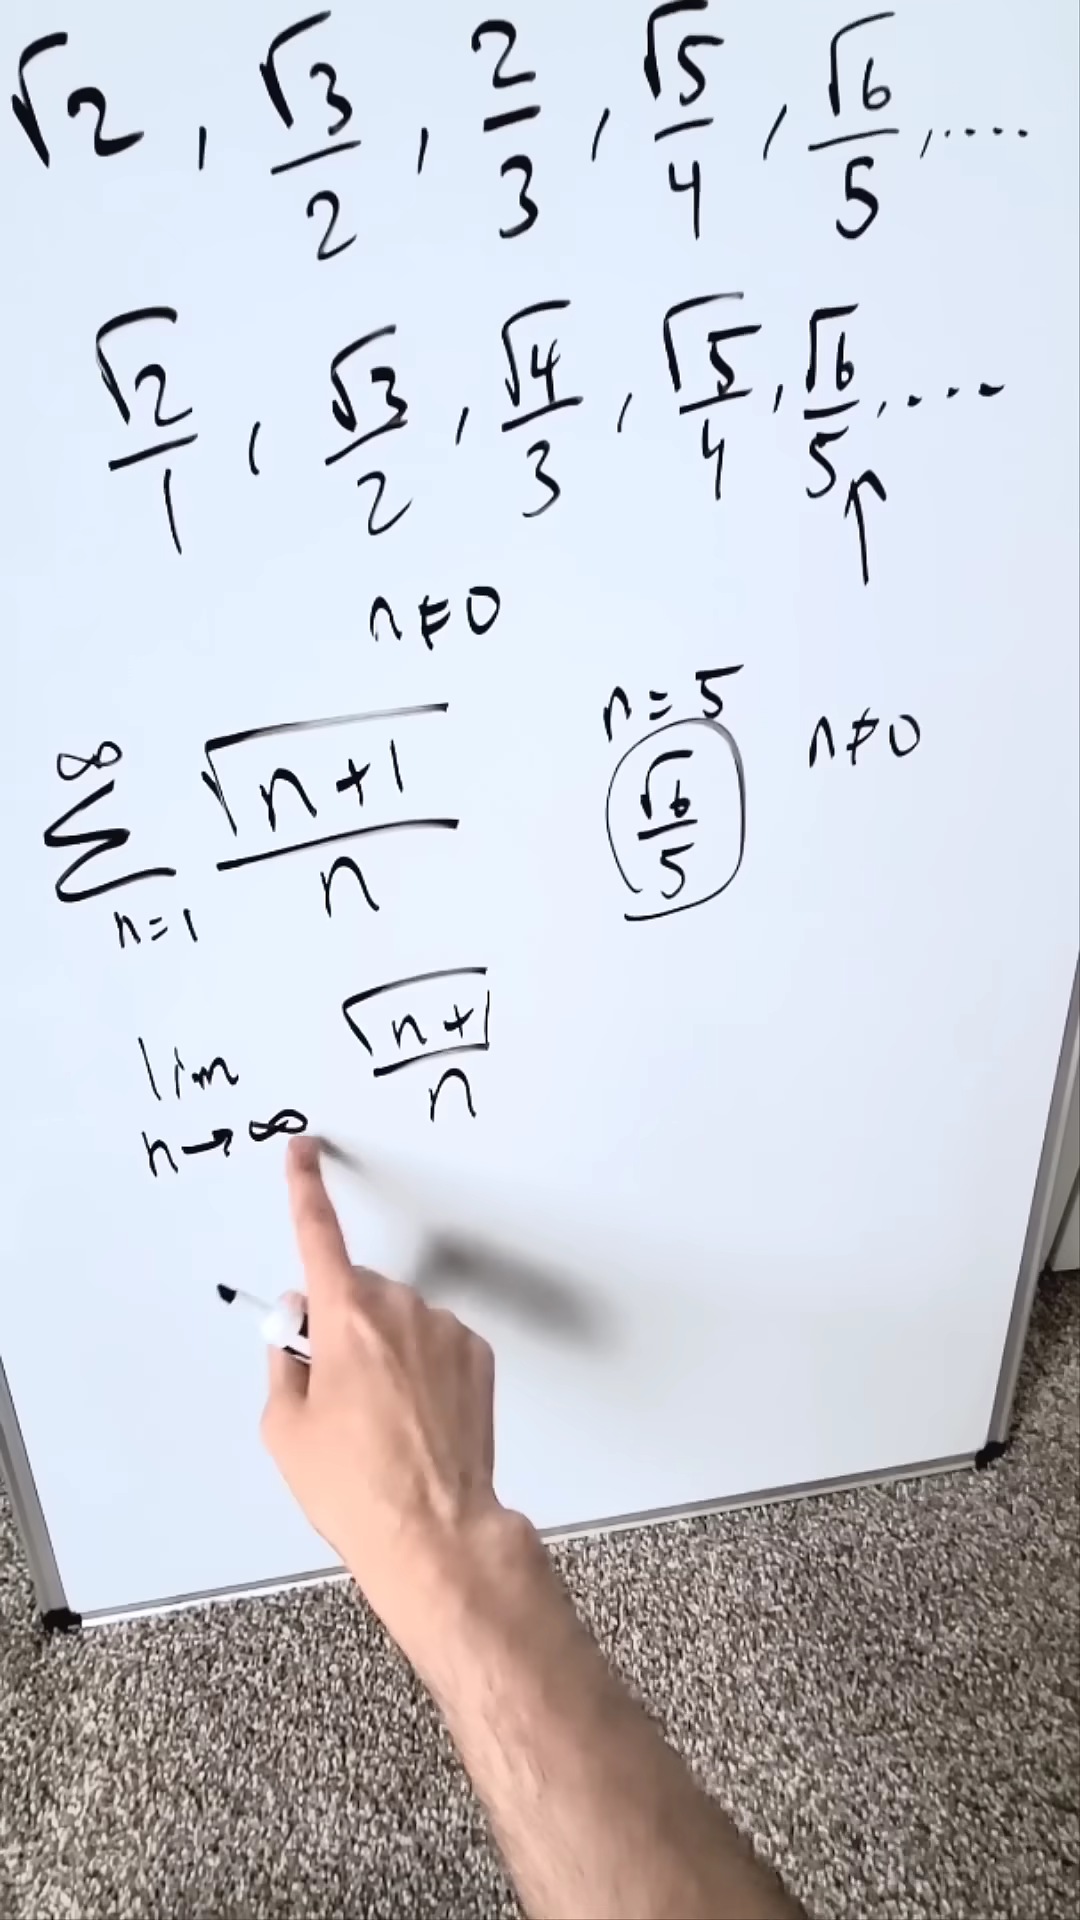 √2 , √3/2 , 2/3 , √5/4 , √6/5 , .....
√2/1 , √3/2 , √4/3 , √5/4 , √6/5 , ....
↑
n≠0
n=5
n≠0
∞
∑ √(n+1)/n
n=1
√6/5
lim √(n+1)/n
n→∞